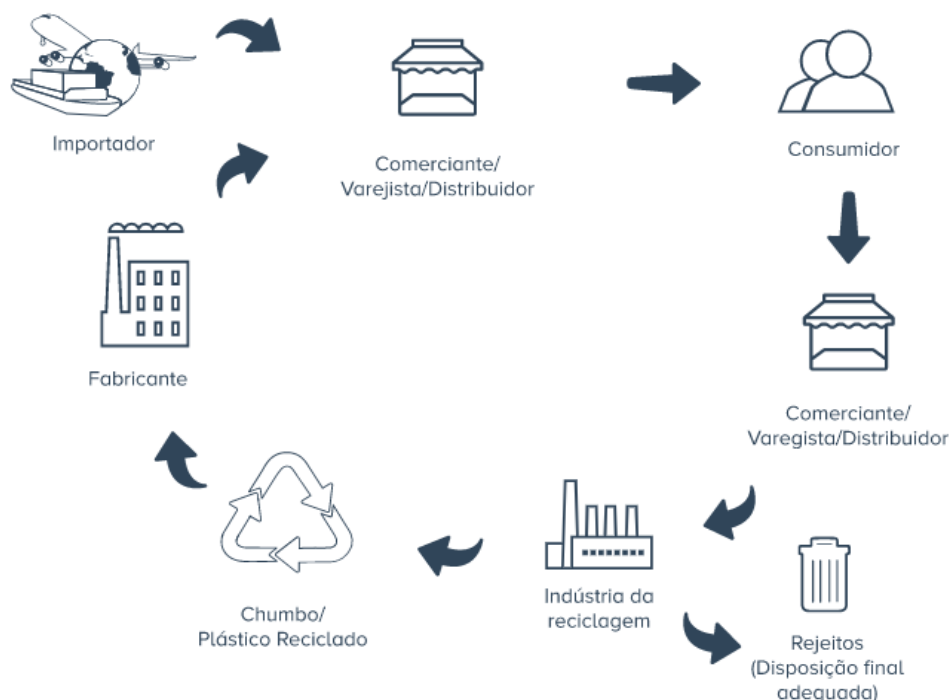 Importador
Comerciante/
Varejista/Distribuidor
Consumidor
Fabricante
Comerciante/
Varegista/Distribuidor
Chumbo/
Plástico Reciclado
Indústria da
reciclagem
Rejeitos
(Disposição final
adequada)